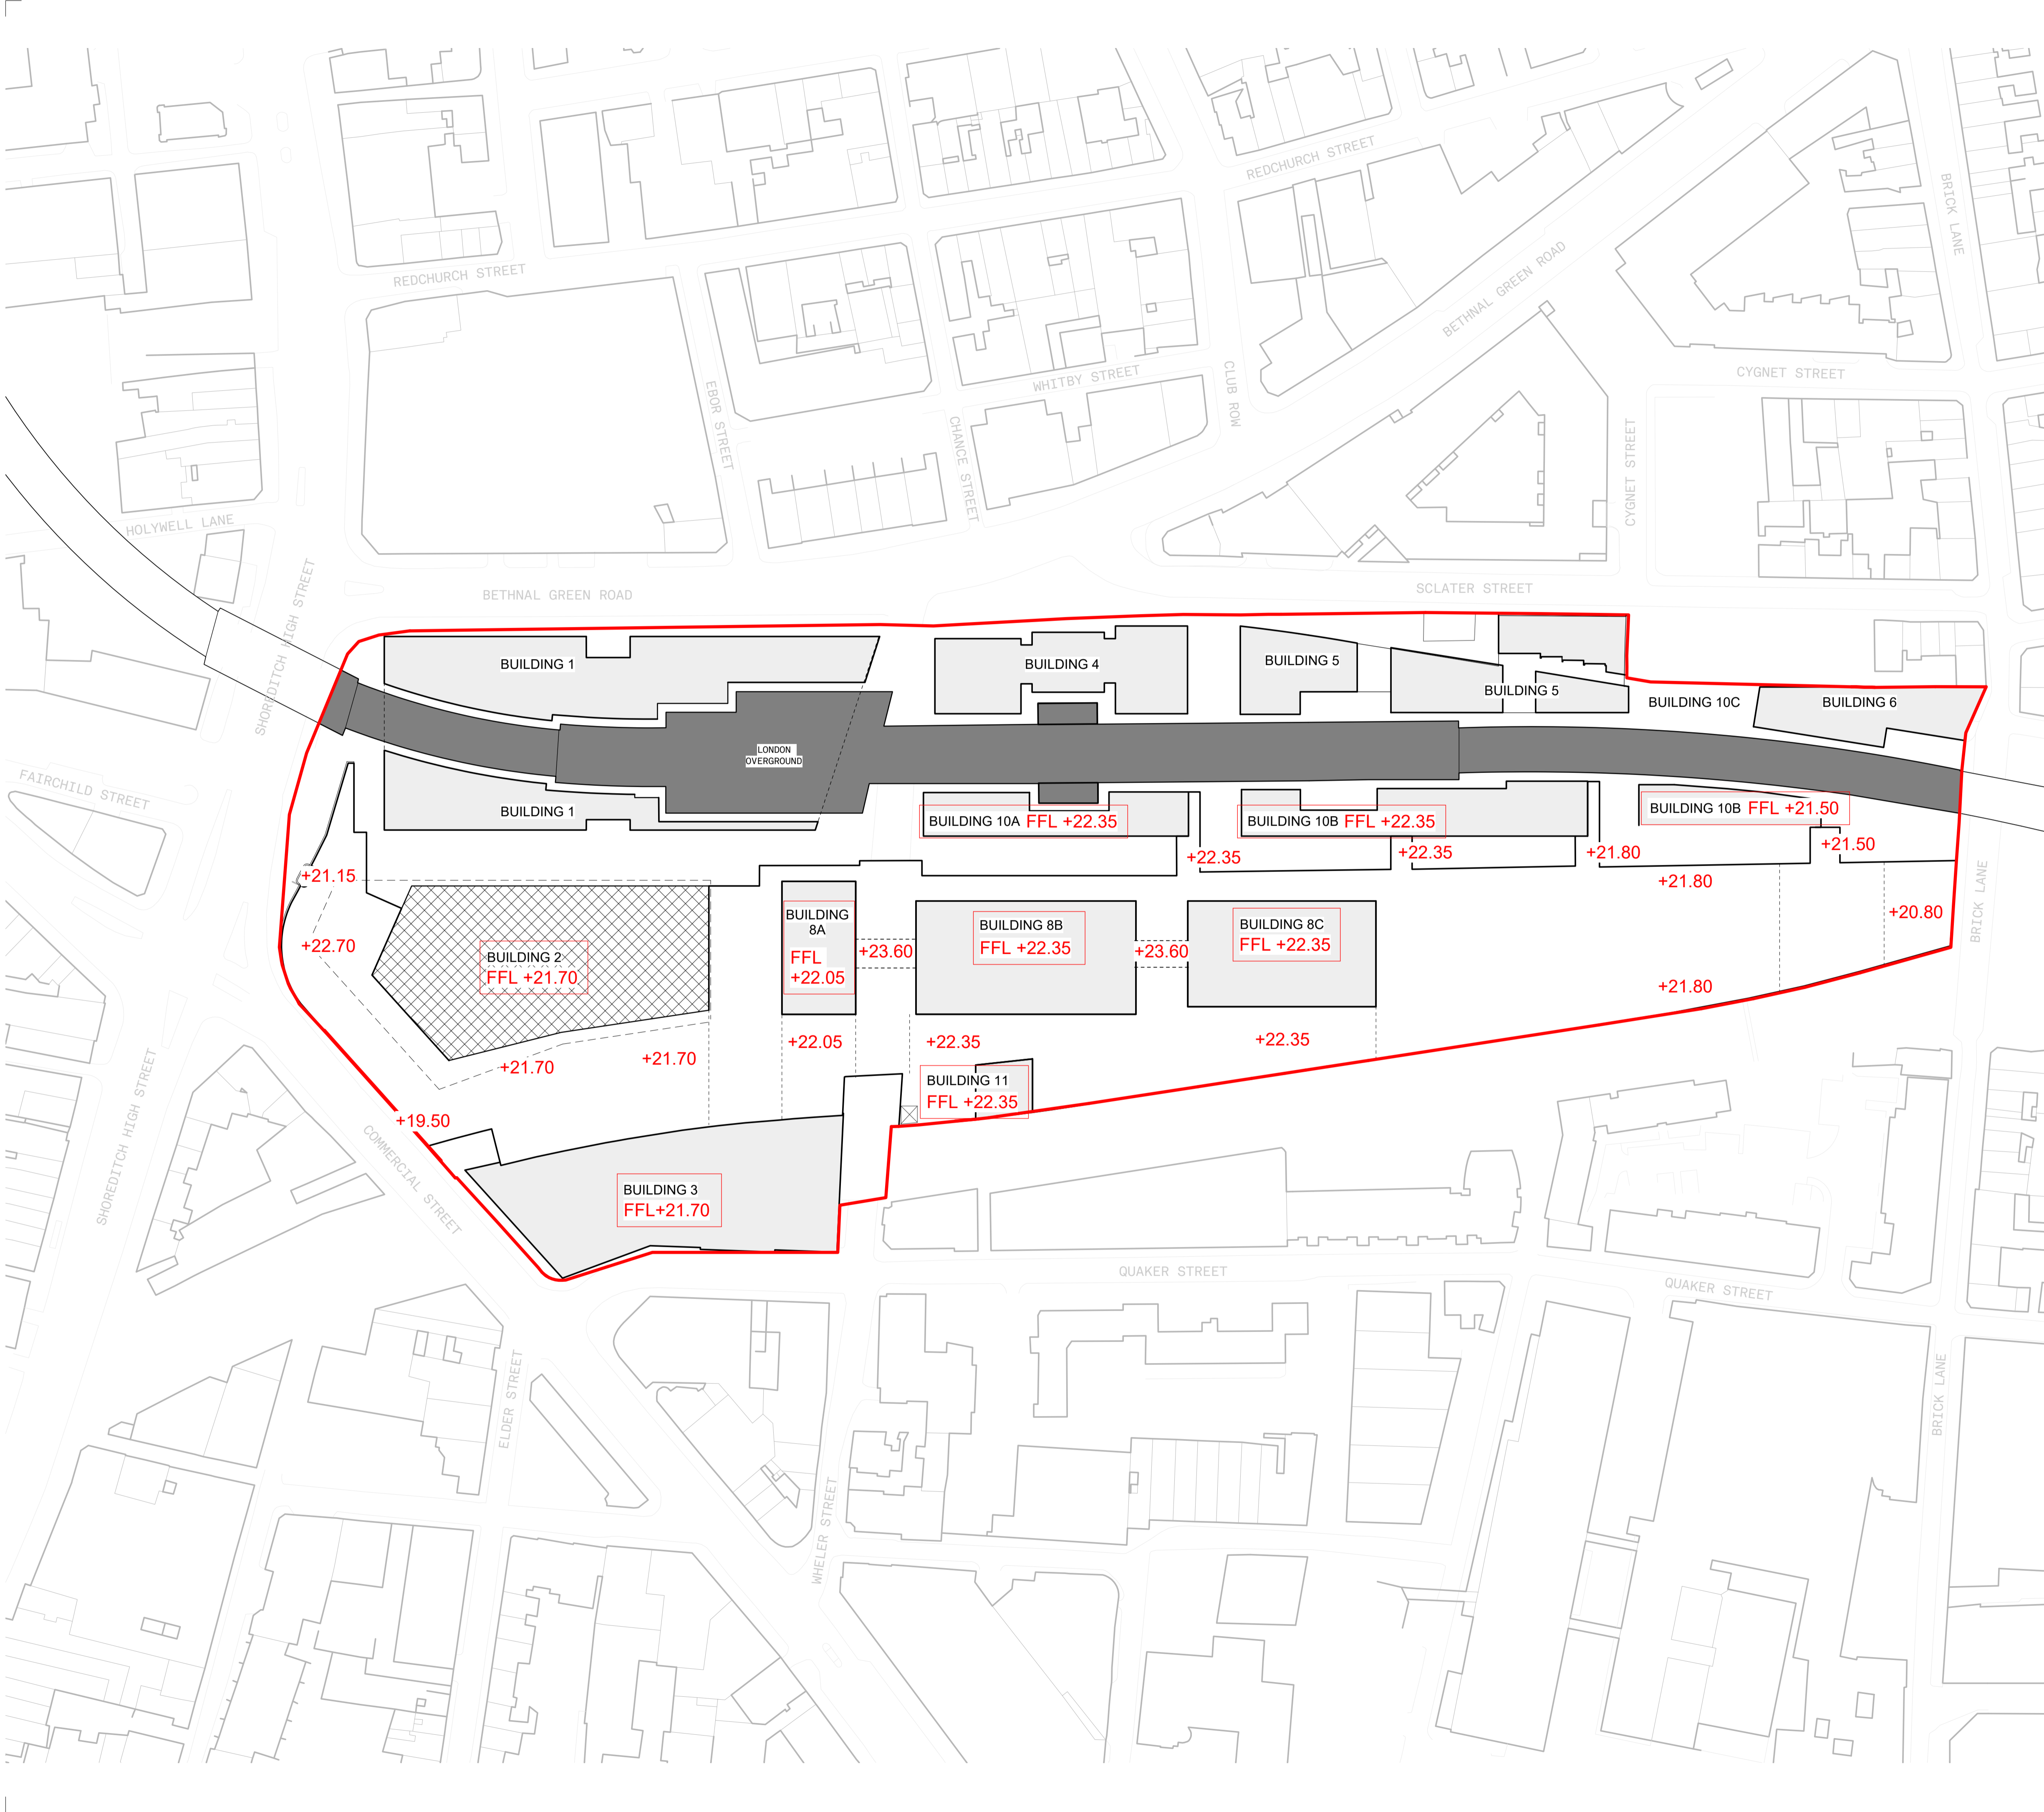 REDCHURCH STREET
BRICK LANE
REDCHURCH STREET
BETHNAL GREEN ROAD
WHITBY STREET
CYGNET STREET
EBOR STREET
CLUB ROW
CHANCE STREET
CYGNET STREET
HOLYWELL LANE
SHOREDITCH HIGH STREET
BETHNAL GREEN ROAD
SCLATER STREET
BUILDING 1
BUILDING 4
BUILDING 5
BUILDING 5
BUILDING 10C
BUILDING 6
LONDON
OVERGROUND
FAIRCHILD STREET
BUILDING 1
BUILDING 10A FFL +22.35
BUILDING 10B FFL +22.35
BUILDING 10B FFL +21.50
+22.35
+22.35
+21.80
+21.50
+21.15
+21.80
BRICK LANE
BUILDING
8A
FFL
+22.05
+20.80
+22.70
BUILDING 2
FFL +21.70
+23.60
BUILDING 8B
FFL +22.35
+23.60
BUILDING 8C
FFL +22.35
+21.80
+22.05
+22.35
+22.35
+21.70
+21.70
BUILDING 11
FFL +22.35
+19.50
SHOREDITCH HIGH STREET
COMMERCIAL STREET
BUILDING 3
FFL+21.70
QUAKER STREET
QUAKER STREET
ELDER STREET
BRICK LANE
WHELER STREET